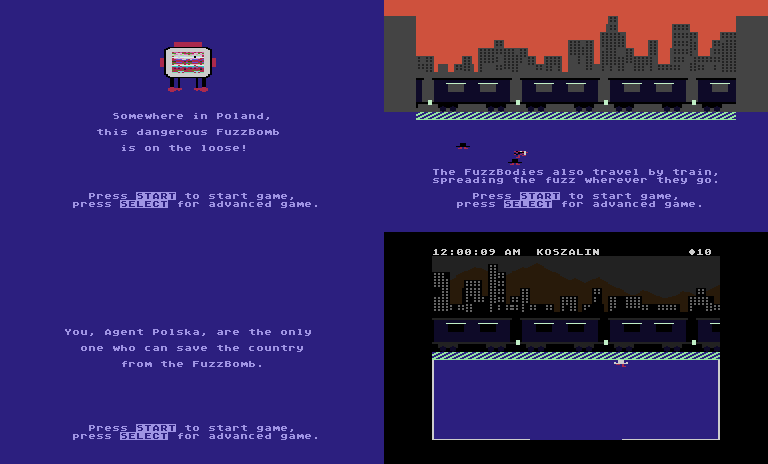 Somewhere in Poland,
this dangerous FuzzBomb
is on the loose!
Press START to start game,
press SELECT for advanced game.
The FuzzBodies also travel by train,
spreading the fuzz wherever they go.
Press START to start game,
press SELECT for advanced game.
You, Agent Polska, are the only
one who can save the country
from the FuzzBomb.
Press START to start game,
press SELECT for advanced game.
12:00:09 AM KOSZALIN ◆10